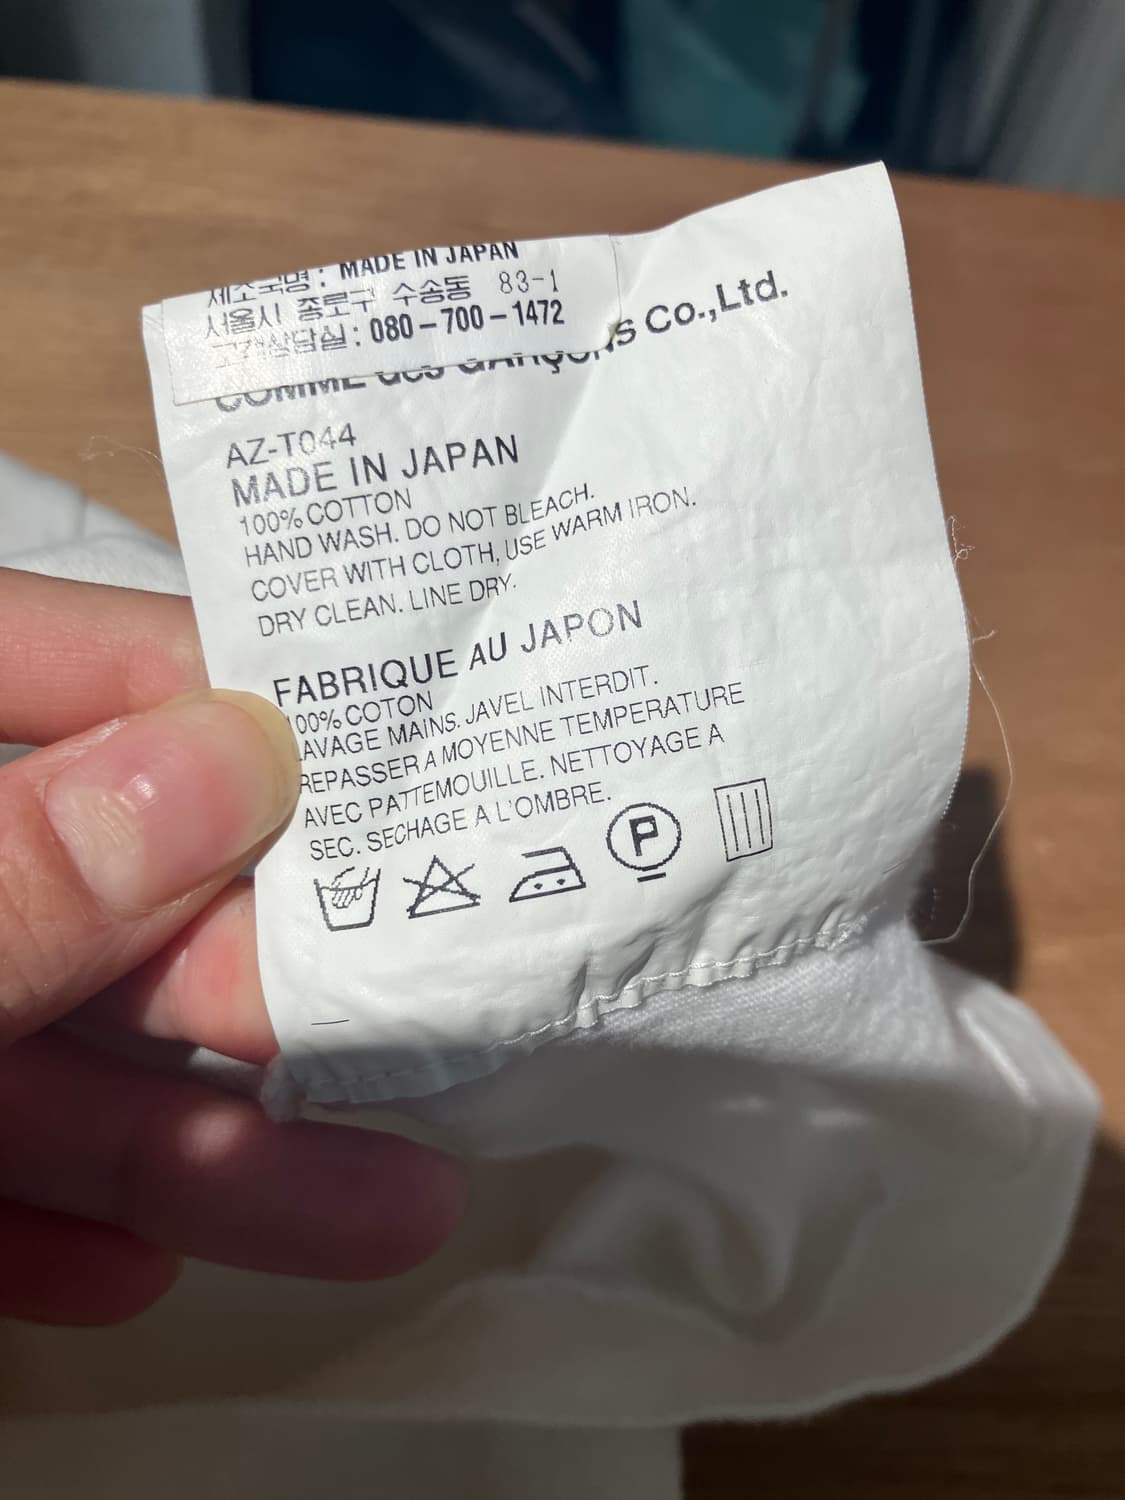 제조국명 : MADE IN JAPAN
서울시 종로구 수송동 83-1
고객상담실 : 080-700-1472
COMME des GARÇONS Co.,Ltd.
AZ-T044
MADE IN JAPAN
100% COTTON
HAND WASH. DO NOT BLEACH.
COVER WITH CLOTH, USE WARM IRON.
DRY CLEAN. LINE DRY.
FABRIQUE AU JAPON
100% COTON
LAVAGE MAINS. JAVEL INTERDIT.
REPASSER A MOYENNE TEMPERATURE
AVEC PATTEMOUILLE. NETTOYAGE A
SEC. SECHAGE A L'OMBRE.
P